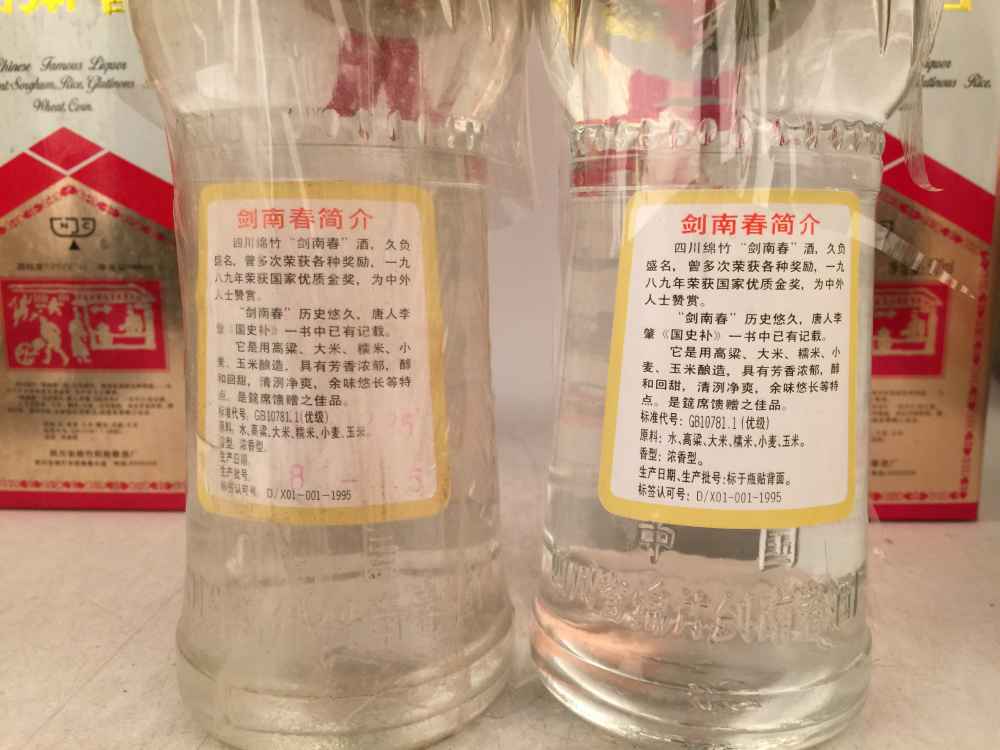 Chinese Famous Liquor
Wheat, Corn.
剑南春简介
四川绵竹“剑南春”酒，久负
盛名，曾多次荣获各种奖励，一九
八九年荣获国家优质金奖，为中外
人士赞赏。
“剑南春”历史悠久，唐人李
肇《国史补》一书中已有记载。
它是用高粱、大米、糯米、小
麦、玉米酿造，具有芳香浓郁，醇
和回甜，清洌净爽，余味悠长等特
点。是筵席馈赠之佳品。
标准代号：GB10781.1(优级)
原料：水、高粱、大米、糯米、小麦、玉米。
香型：浓香型。
生产日期
生产批号
8
标签认可号：D/X01-001-1995
剑南春简介
四川绵竹“剑南春”酒，久负
盛名，曾多次荣获各种奖励，一九
八九年荣获国家优质金奖，为中外
人士赞赏。
“剑南春”历史悠久，唐人李
肇《国史补》一书中已有记载。
它是用高粱、大米、糯米、小
麦、玉米酿造，具有芳香浓郁，醇
和回甜，清洌净爽，余味悠长等特
点。是筵席馈赠之佳品。
标准代号：GB10781.1(优级)
原料：水、高粱、大米、糯米、小麦、玉米。
香型：浓香型。
生产日期、生产批号：标于瓶贴背面。
标签认可号：D/X01-001-1995
中国